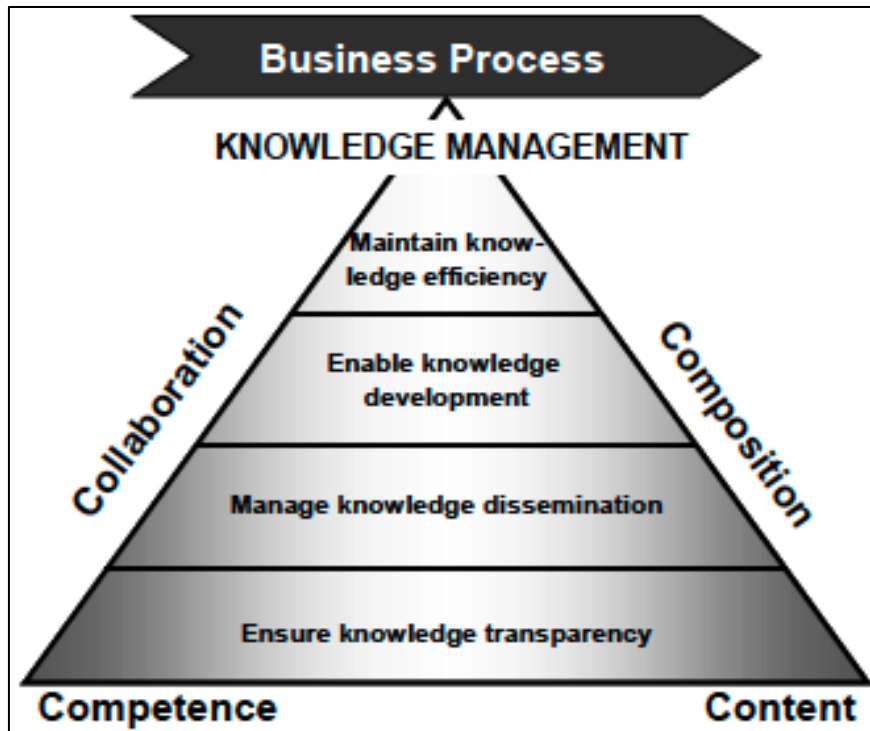 Business Process
KNOWLEDGE MANAGEMENT
Maintain know-
ledge efficiency
Collaboration
Composition
Enable knowledge
development
Manage knowledge dissemination
Ensure knowledge transparency
Competence
Content